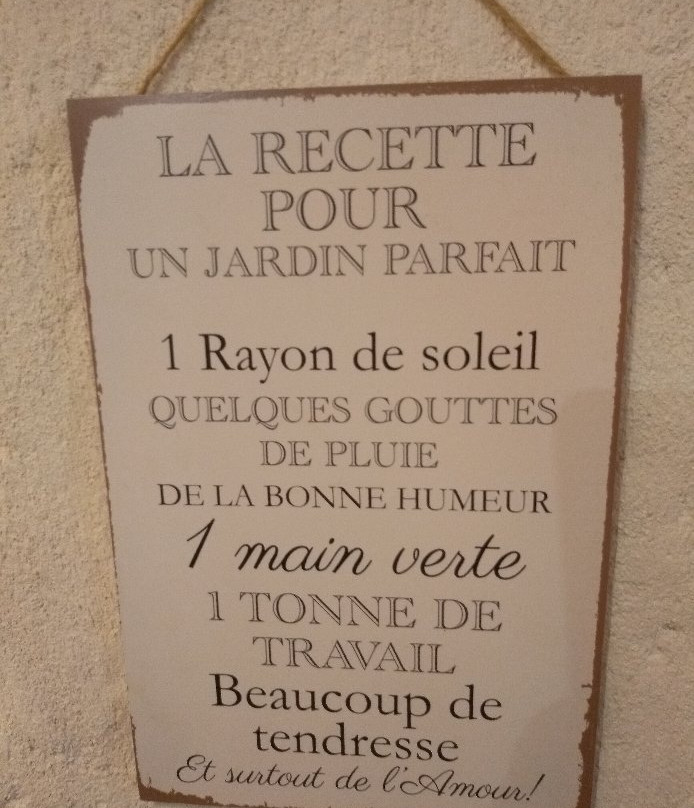 LA RECETTE
POUR
UN JARDIN PARFAIT
1 Rayon de soleil
QUELQUES GOUTTES
DE PLUIE
DE LA BONNE HUMEUR
1 main verte
1 TONNE DE
TRAVAIL
Beaucoup de
tendresse
Et surtout de l'Amour!